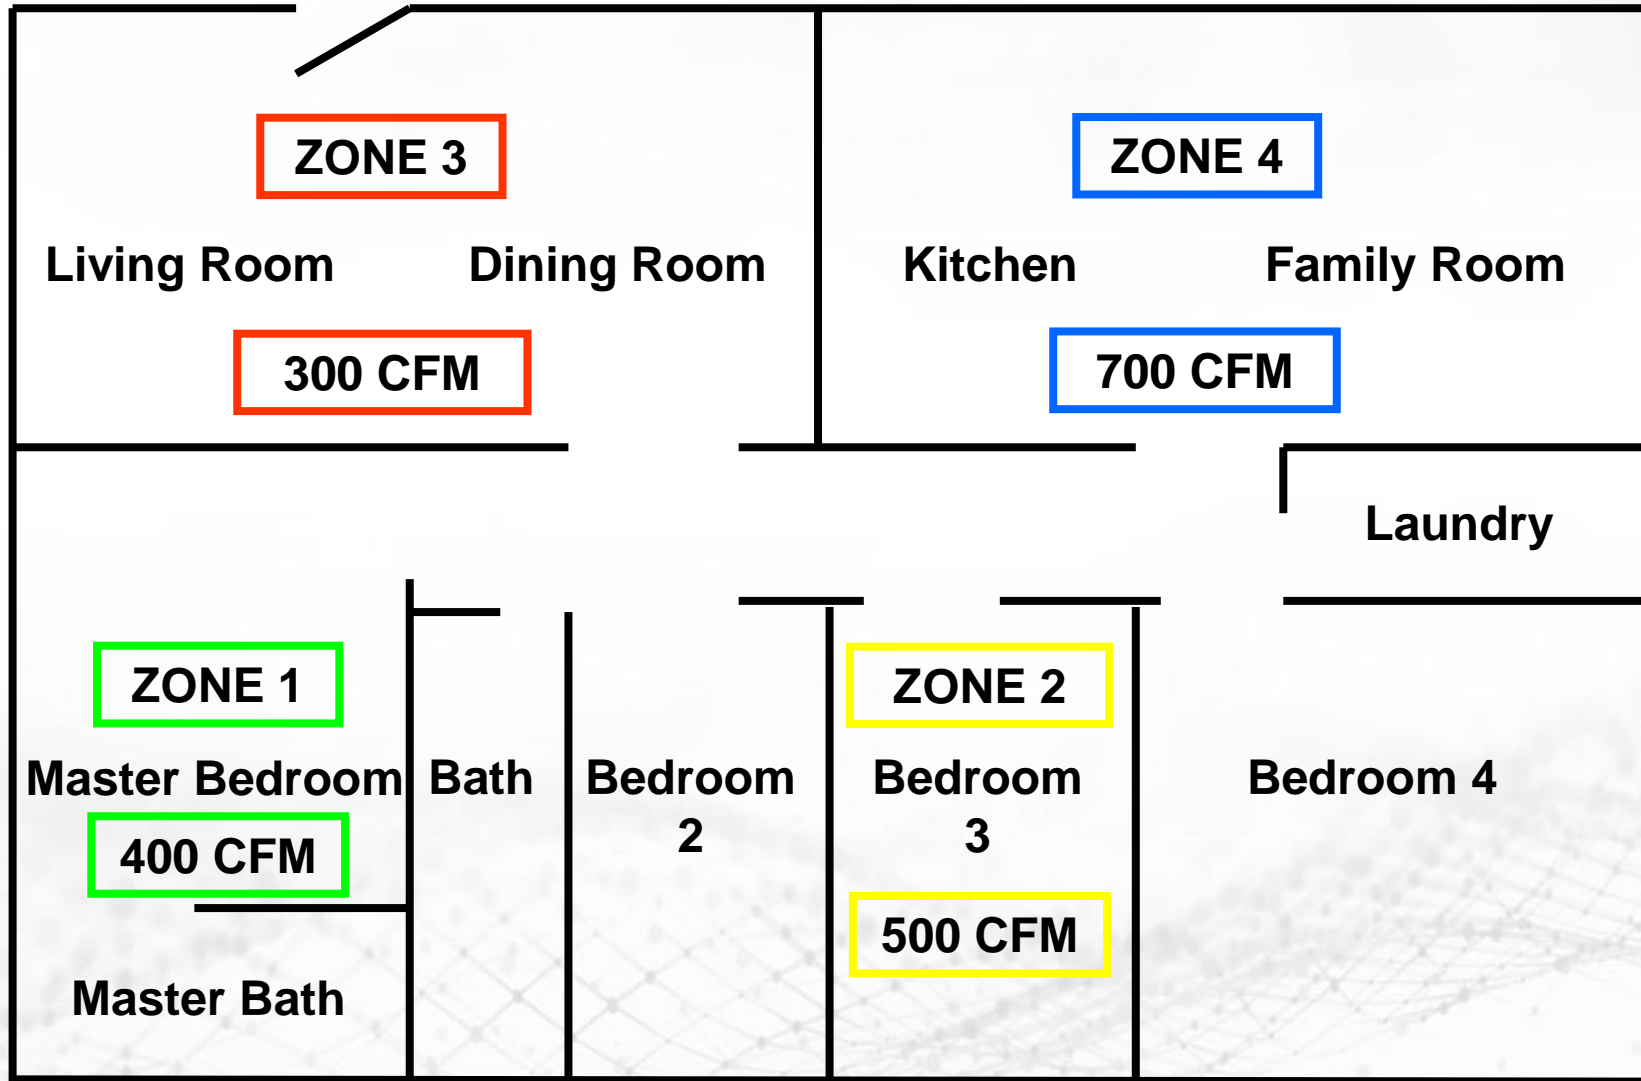 ZONE 3
ZONE 4
Living Room
Dining Room
Kitchen
Family Room
300 CFM
700 CFM
Laundry
ZONE 1
ZONE 2
Master Bedroom
Bath
Bedroom
2
Bedroom
3
Bedroom 4
400 CFM
500 CFM
Master Bath